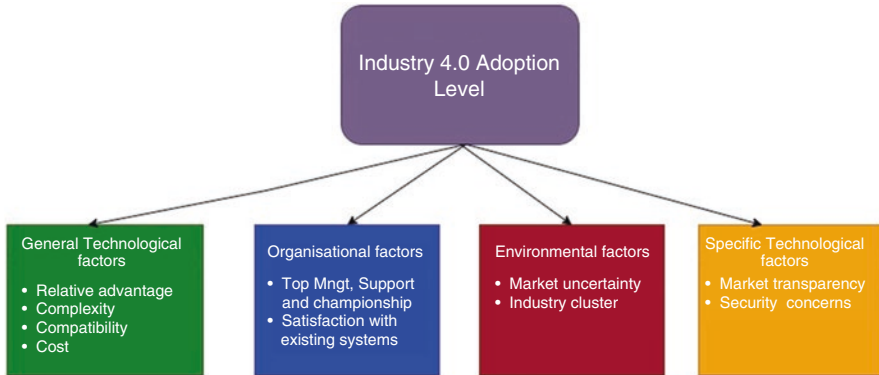 Industry 4.0 Adoption
Level
General Technological
factors
• Relative advantage
• Complexity
• Compatibility
• Cost
Organisational factors
• Top Mngt, Support
and championship
• Satisfaction with
existing systems
Environmental factors
• Market uncertainty
• Industry cluster
Specific Technological
factors
• Market transparency
• Security concerns